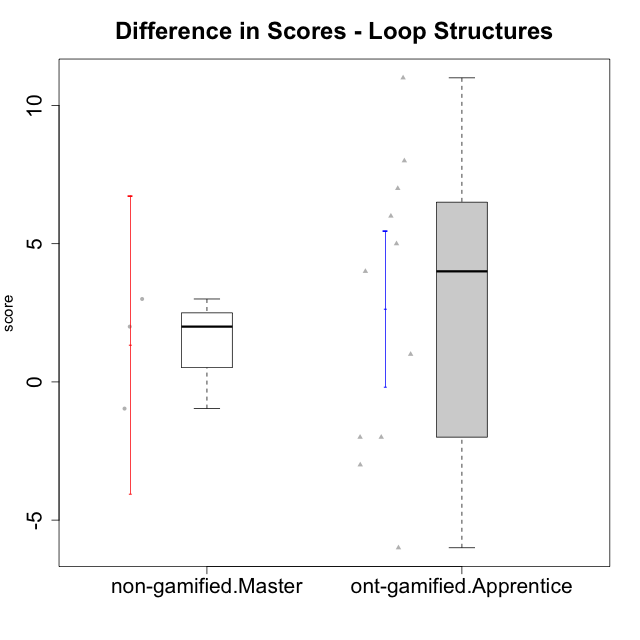 Difference in Scores - Loop Structures
10
5
0
-5
score
non-gamified.Master
ont-gamified.Apprentice